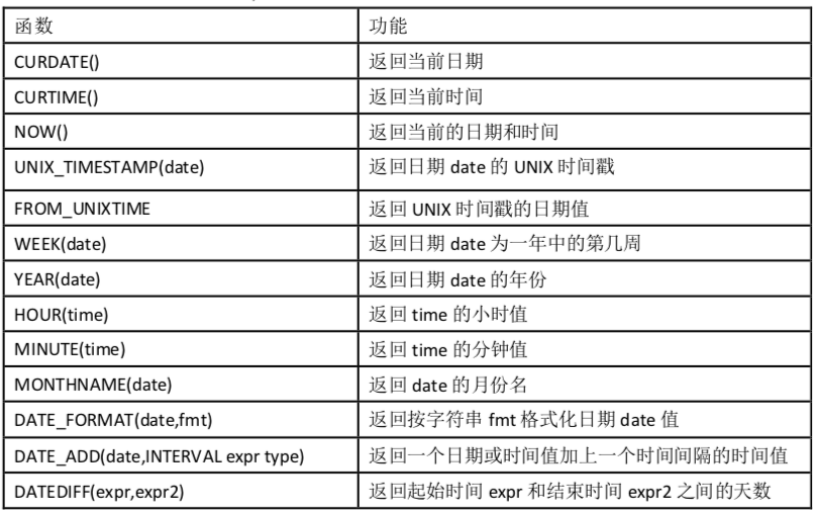 函数 功能
CURDATE() 返回当前日期
CURTIME() 返回当前时间
NOW() 返回当前的日期和时间
UNIX_TIMESTAMP(date) 返回日期 date 的 UNIX 时间戳
FROM_UNIXTIME 返回 UNIX 时间戳的日期值
WEEK(date) 返回日期 date 为一年中的第几周
YEAR(date) 返回日期 date 的年份
HOUR(time) 返回 time 的小时值
MINUTE(time) 返回 time 的分钟值
MONTHNAME(date) 返回 date 的月份名
DATE_FORMAT(date,fmt) 返回按字符串 fmt 格式化日期 date 值
DATE_ADD(date,INTERVAL expr type) 返回一个日期或时间值加上一个时间间隔的时间值
DATEDIFF(expr,expr2) 返回起始时间 expr 和结束时间 expr2 之间的天数